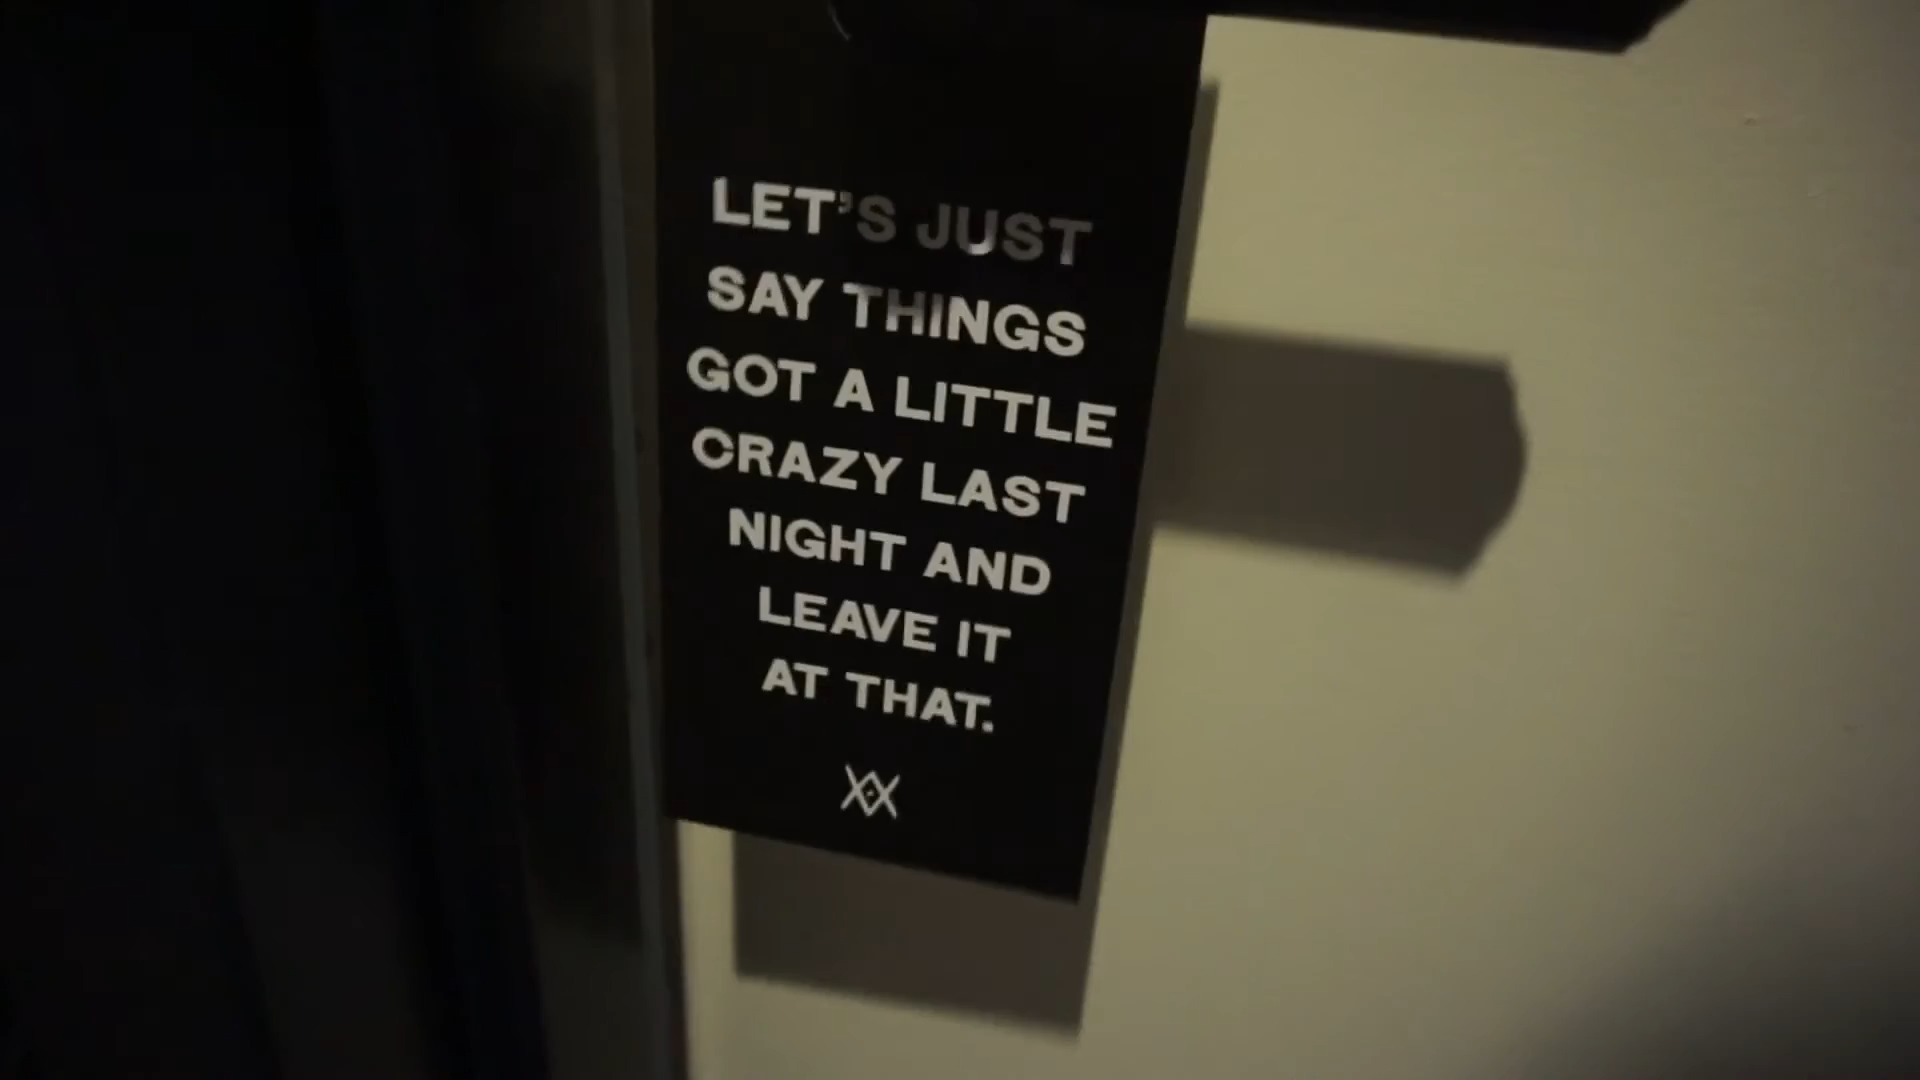 LET'S JUST
SAY THINGS
GOT A LITTLE
CRAZY LAST
NIGHT AND
LEAVE IT
AT THAT.